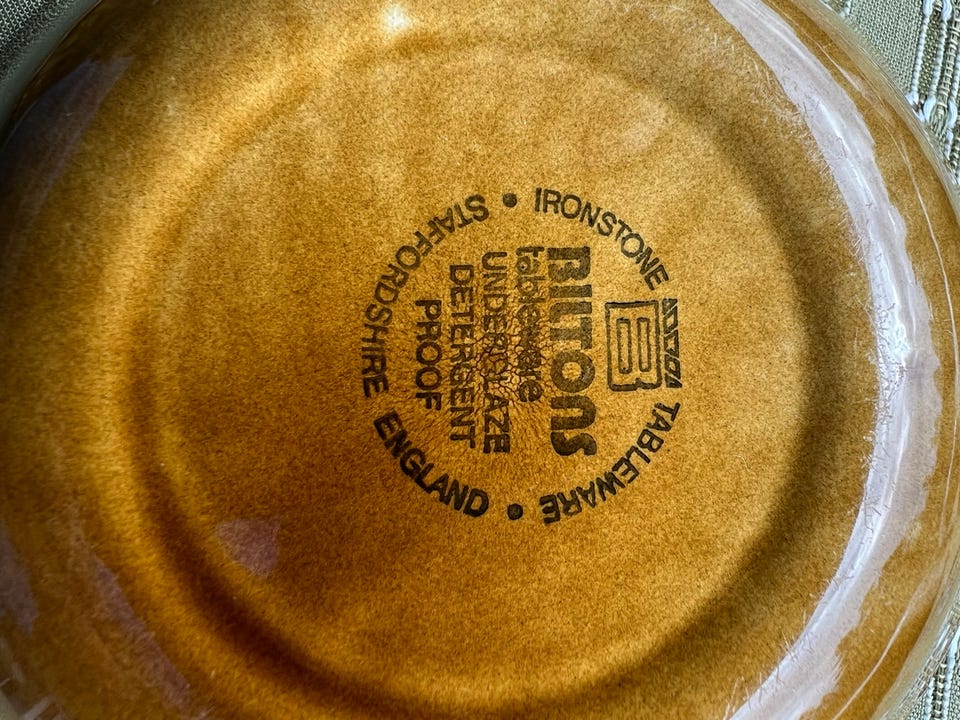 IRONSTONE TABLEWARE
B
BILTONS
tableware
UNDERGLAZE
DETERGENT
PROOF
STAFFORDSHIRE ENGLAND